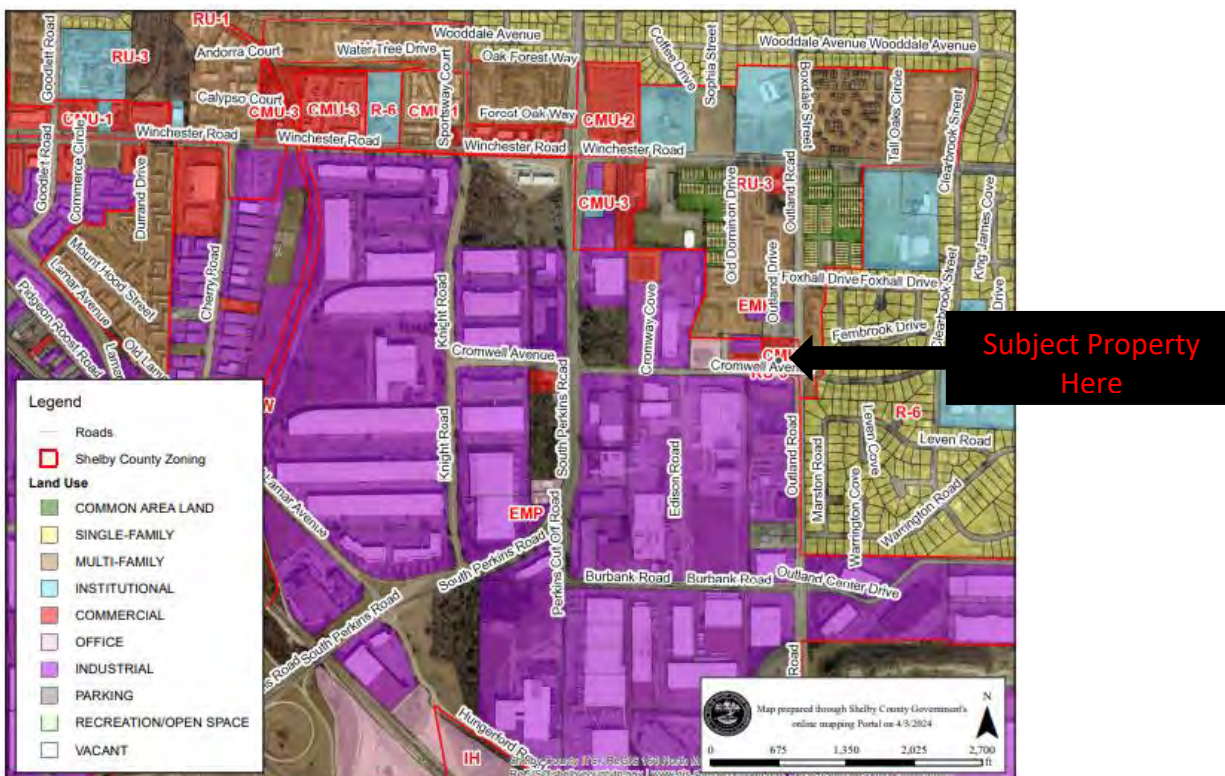 RU-1
Wooddale Avenue
Wooddale Avenue Wooddale Avenue
Goodlett Road
RU-3
Andorra Court
Water Tree Drive
Oak Forest Way
Coffee Drive
Sophia Street
Boxdale Street
Calypso Court
CMU-3
CMU-3
R-6
Sportsway Court
Forest Oak Way
CMU-2
Tall Oaks Circle
Clearbrook Street
CMU-1
Winchester Road
Winchester Road
Winchester Road
Winchester Road
Goodlett Road
Commerce Circle
Durrand Drive
CMU-3
Old Dominion Drive
RU-3
Outland Road
King James Cove
Mount Hood Street
Cherry Road
Outland Drive
Foxhall Drive
Foxhall Drive
Clearbrook Street
Drive
Lamar Avenue
Pidgeon Roost Road
Knight Road
Cromway Cove
Fernbrook Drive
Cromwell Avenue
South Perkins Road
Subject Property
Here
R-6
Leven Cove
Leven Road
Knight Road
Edison Road
Outland Road
Marston Road
Warrington Cove
Warrington Road
Lamar Avenue
EMP
Perkins Cut Off Road
South Perkins Road
Burbank Road
Burbank Road
Outland Center Drive
South Perkins Road
Road
Legend
Roads
Shelby County Zoning
Land Use
COMMON AREA LAND
SINGLE-FAMILY
MULTI-FAMILY
INSTITUTIONAL
COMMERCIAL
OFFICE
INDUSTRIAL
PARKING
RECREATION/OPEN SPACE
VACANT
IH
Map prepared through Shelby County Government's
online mapping Portal on 4/3/2024
N
0 675 1,350 2,025 2,700
ft